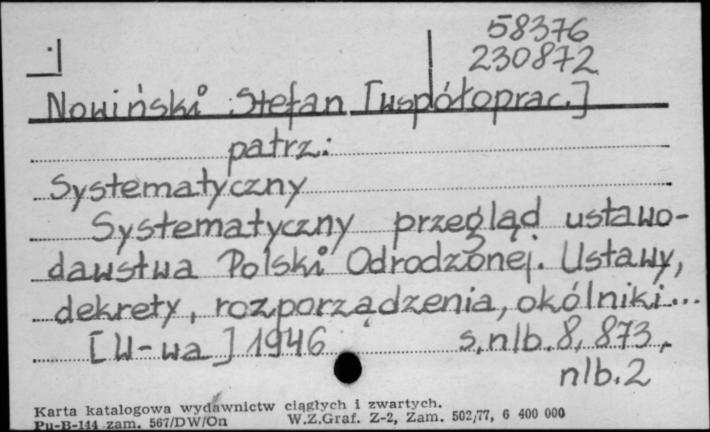 58376
230872
Nowiński Stefan [współoprac.]
patrz:
Systematyczny
Systematyczny przegląd ustawo-
dawstwa Polski Odrodzonej. Ustawy,
dekrety, rozporządzenia, okólniki...
[W-wa] 1946 s. nlb. 8, 873,
nlb. 2
Karta katalogowa wydawnictw ciągłych i zwartych.
Pu-B-144 zam. 567/DW/On W.Z.Graf. Z-2, Zam. 502/77, 6 400 000